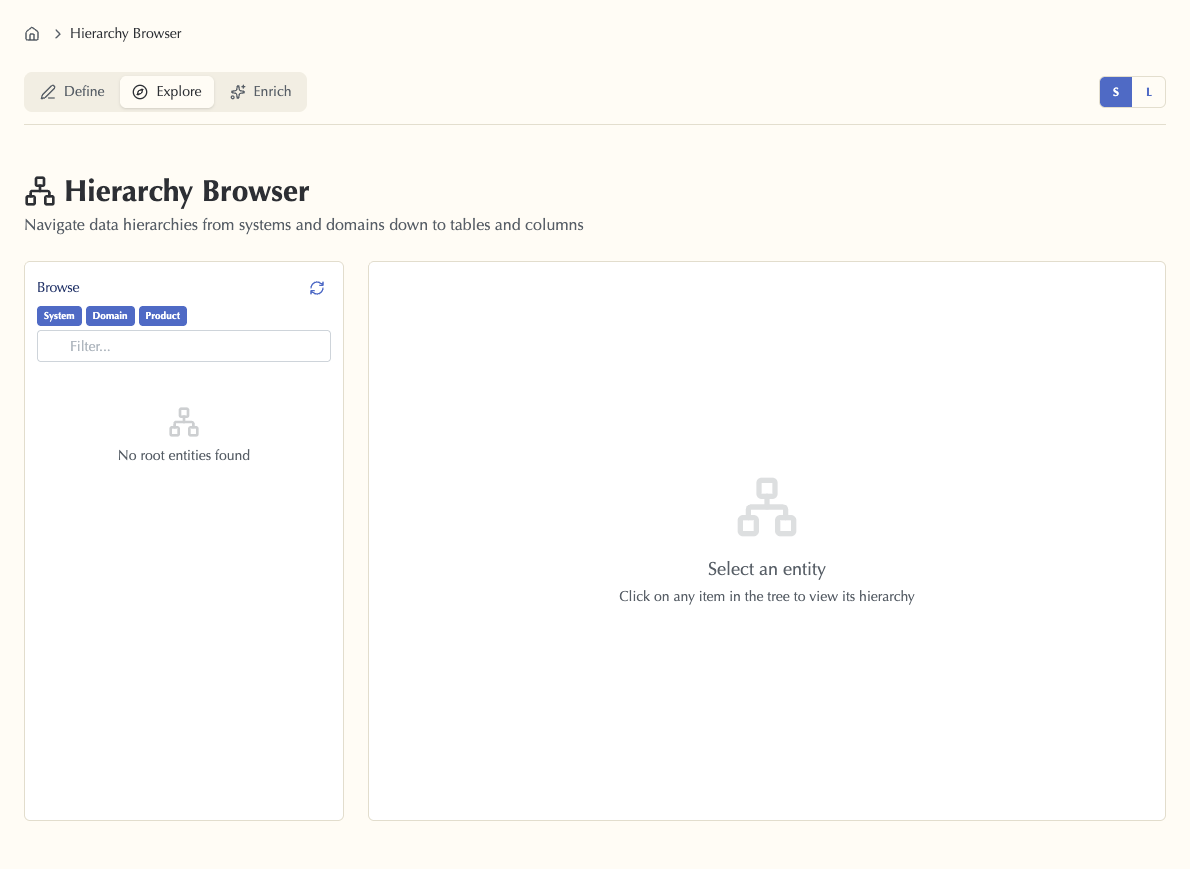 Hierarchy Browser
Define
Explore
Enrich
S
L
Hierarchy Browser
Navigate data hierarchies from systems and domains down to tables and columns
Browse
System
Domain
Product
Filter...
No root entities found
Select an entity
Click on any item in the tree to view its hierarchy